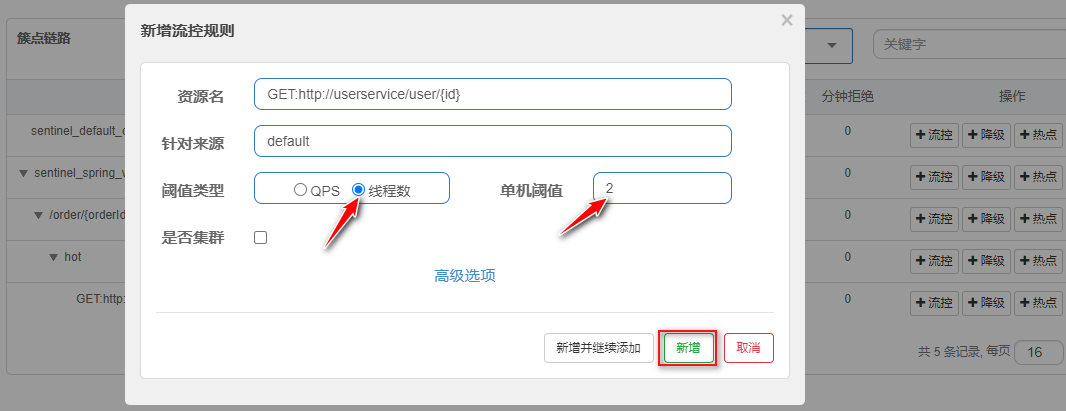 新增流控规则
×
资源名 GET:http://userservice/user/{id}
针对来源 default
阈值类型 QPS 线程数 单机阈值 2
是否集群
高级选项
新增并继续添加 新增 取消
簇点链路
关键字
分钟拒绝 操作
sentinel_default_c 0 流控 降级 热点
sentinel_spring_v 0 流控 降级 热点
/order/{orderId 0 流控 降级 热点
hot 0 流控 降级 热点
GET:http: 0 流控 降级 热点
共 5 条记录, 每页 16